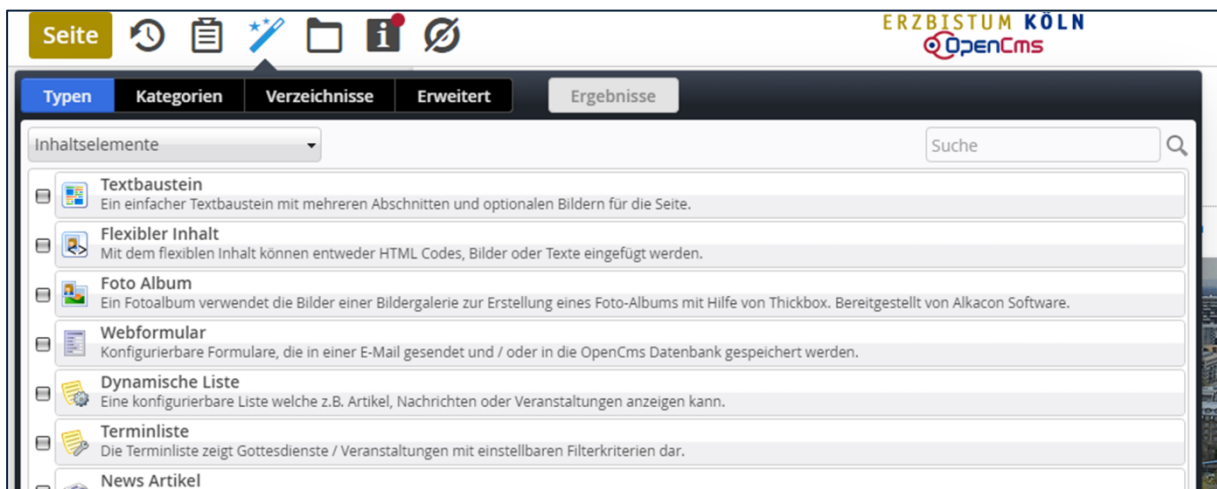 Seite
ERZBISTUM KÖLN
OpenCms
Typen Kategorien Verzeichnisse Erweitert Ergebnisse
Inhaltselemente Suche
Textbaustein
Ein einfacher Textbaustein mit mehreren Abschnitten und optionalen Bildern für die Seite.
Flexibler Inhalt
Mit dem flexiblen Inhalt können entweder HTML Codes, Bilder oder Texte eingefügt werden.
Foto Album
Ein Fotoalbum verwendet die Bilder einer Bildergalerie zur Erstellung eines Foto-Albums mit Hilfe von Thickbox. Bereitgestellt von Alkacon Software.
Webformular
Konfigurierbare Formulare, die in einer E-Mail gesendet und / oder in die OpenCms Datenbank gespeichert werden.
Dynamische Liste
Eine konfigurierbare Liste welche z.B. Artikel, Nachrichten oder Veranstaltungen anzeigen kann.
Terminliste
Die Terminliste zeigt Gottesdienste / Veranstaltungen mit einstellbaren Filterkriterien dar.
News Artikel